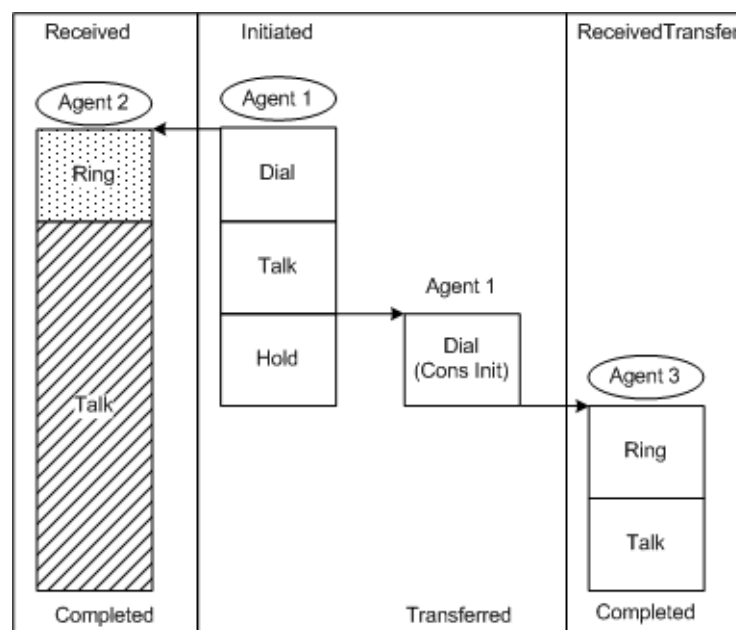 Received
Initiated
ReceivedTransfer
Agent 2
Agent 1
Ring
Dial
Talk
Agent 1
Hold
Dial
(Cons Init)
Agent 3
Talk
Ring
Talk
Completed
Transferred
Completed